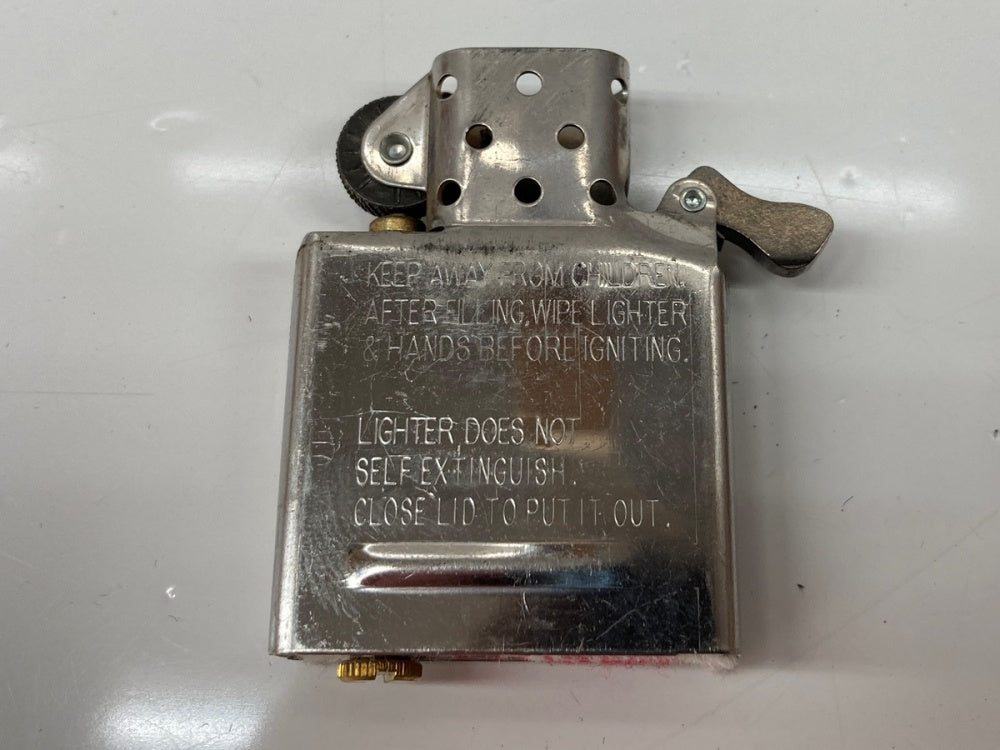 KEEP AWAY FROM CHILDREN.
AFTER FILLING, WIPE LIGHTER
& HANDS BEFORE IGNITING.
LIGHTER DOES NOT
SELF EXTINGUISH.
CLOSE LID TO PUT IT OUT.